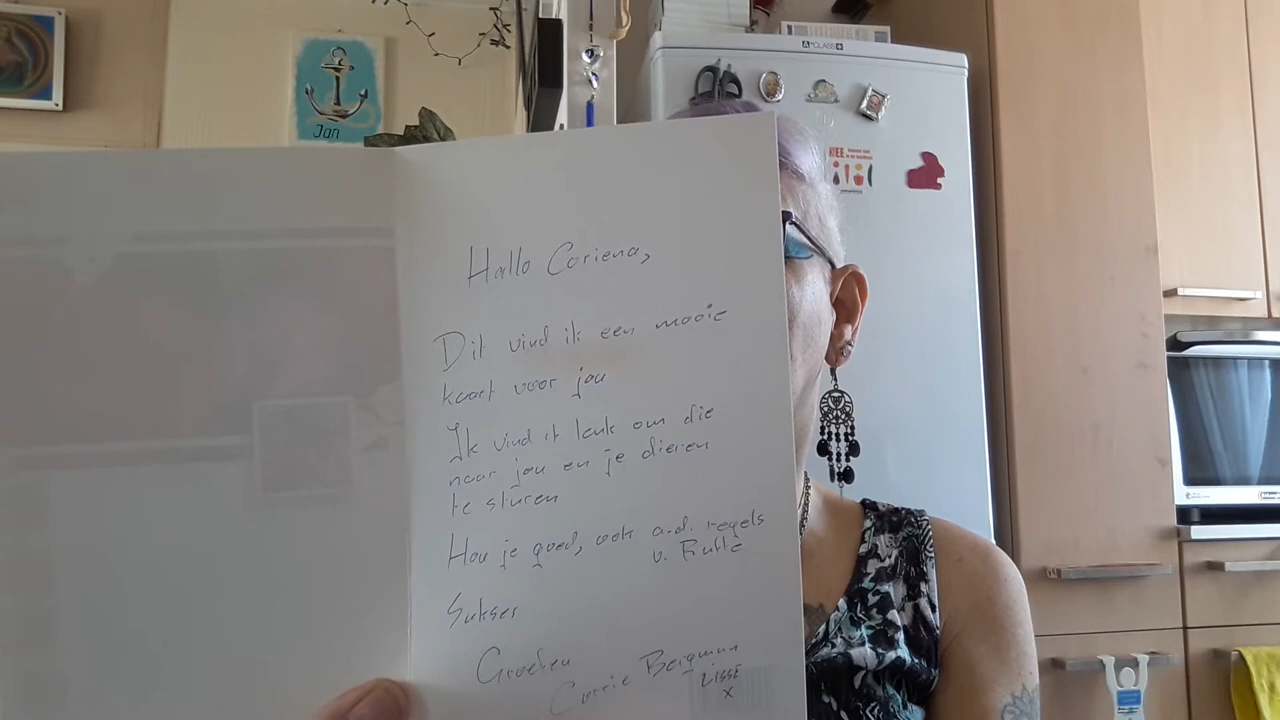 A+CLASS
Jan
Hallo Coriena,
Dit vind ik een mooie
kaart voor jou
Ik vind 't leuk om die
naar jou en je dieren
te sturen
Hou je goed, ook a.d. regels
v. Rutte
Sukses
Groeten
Corrie Bergman
Lisse
x